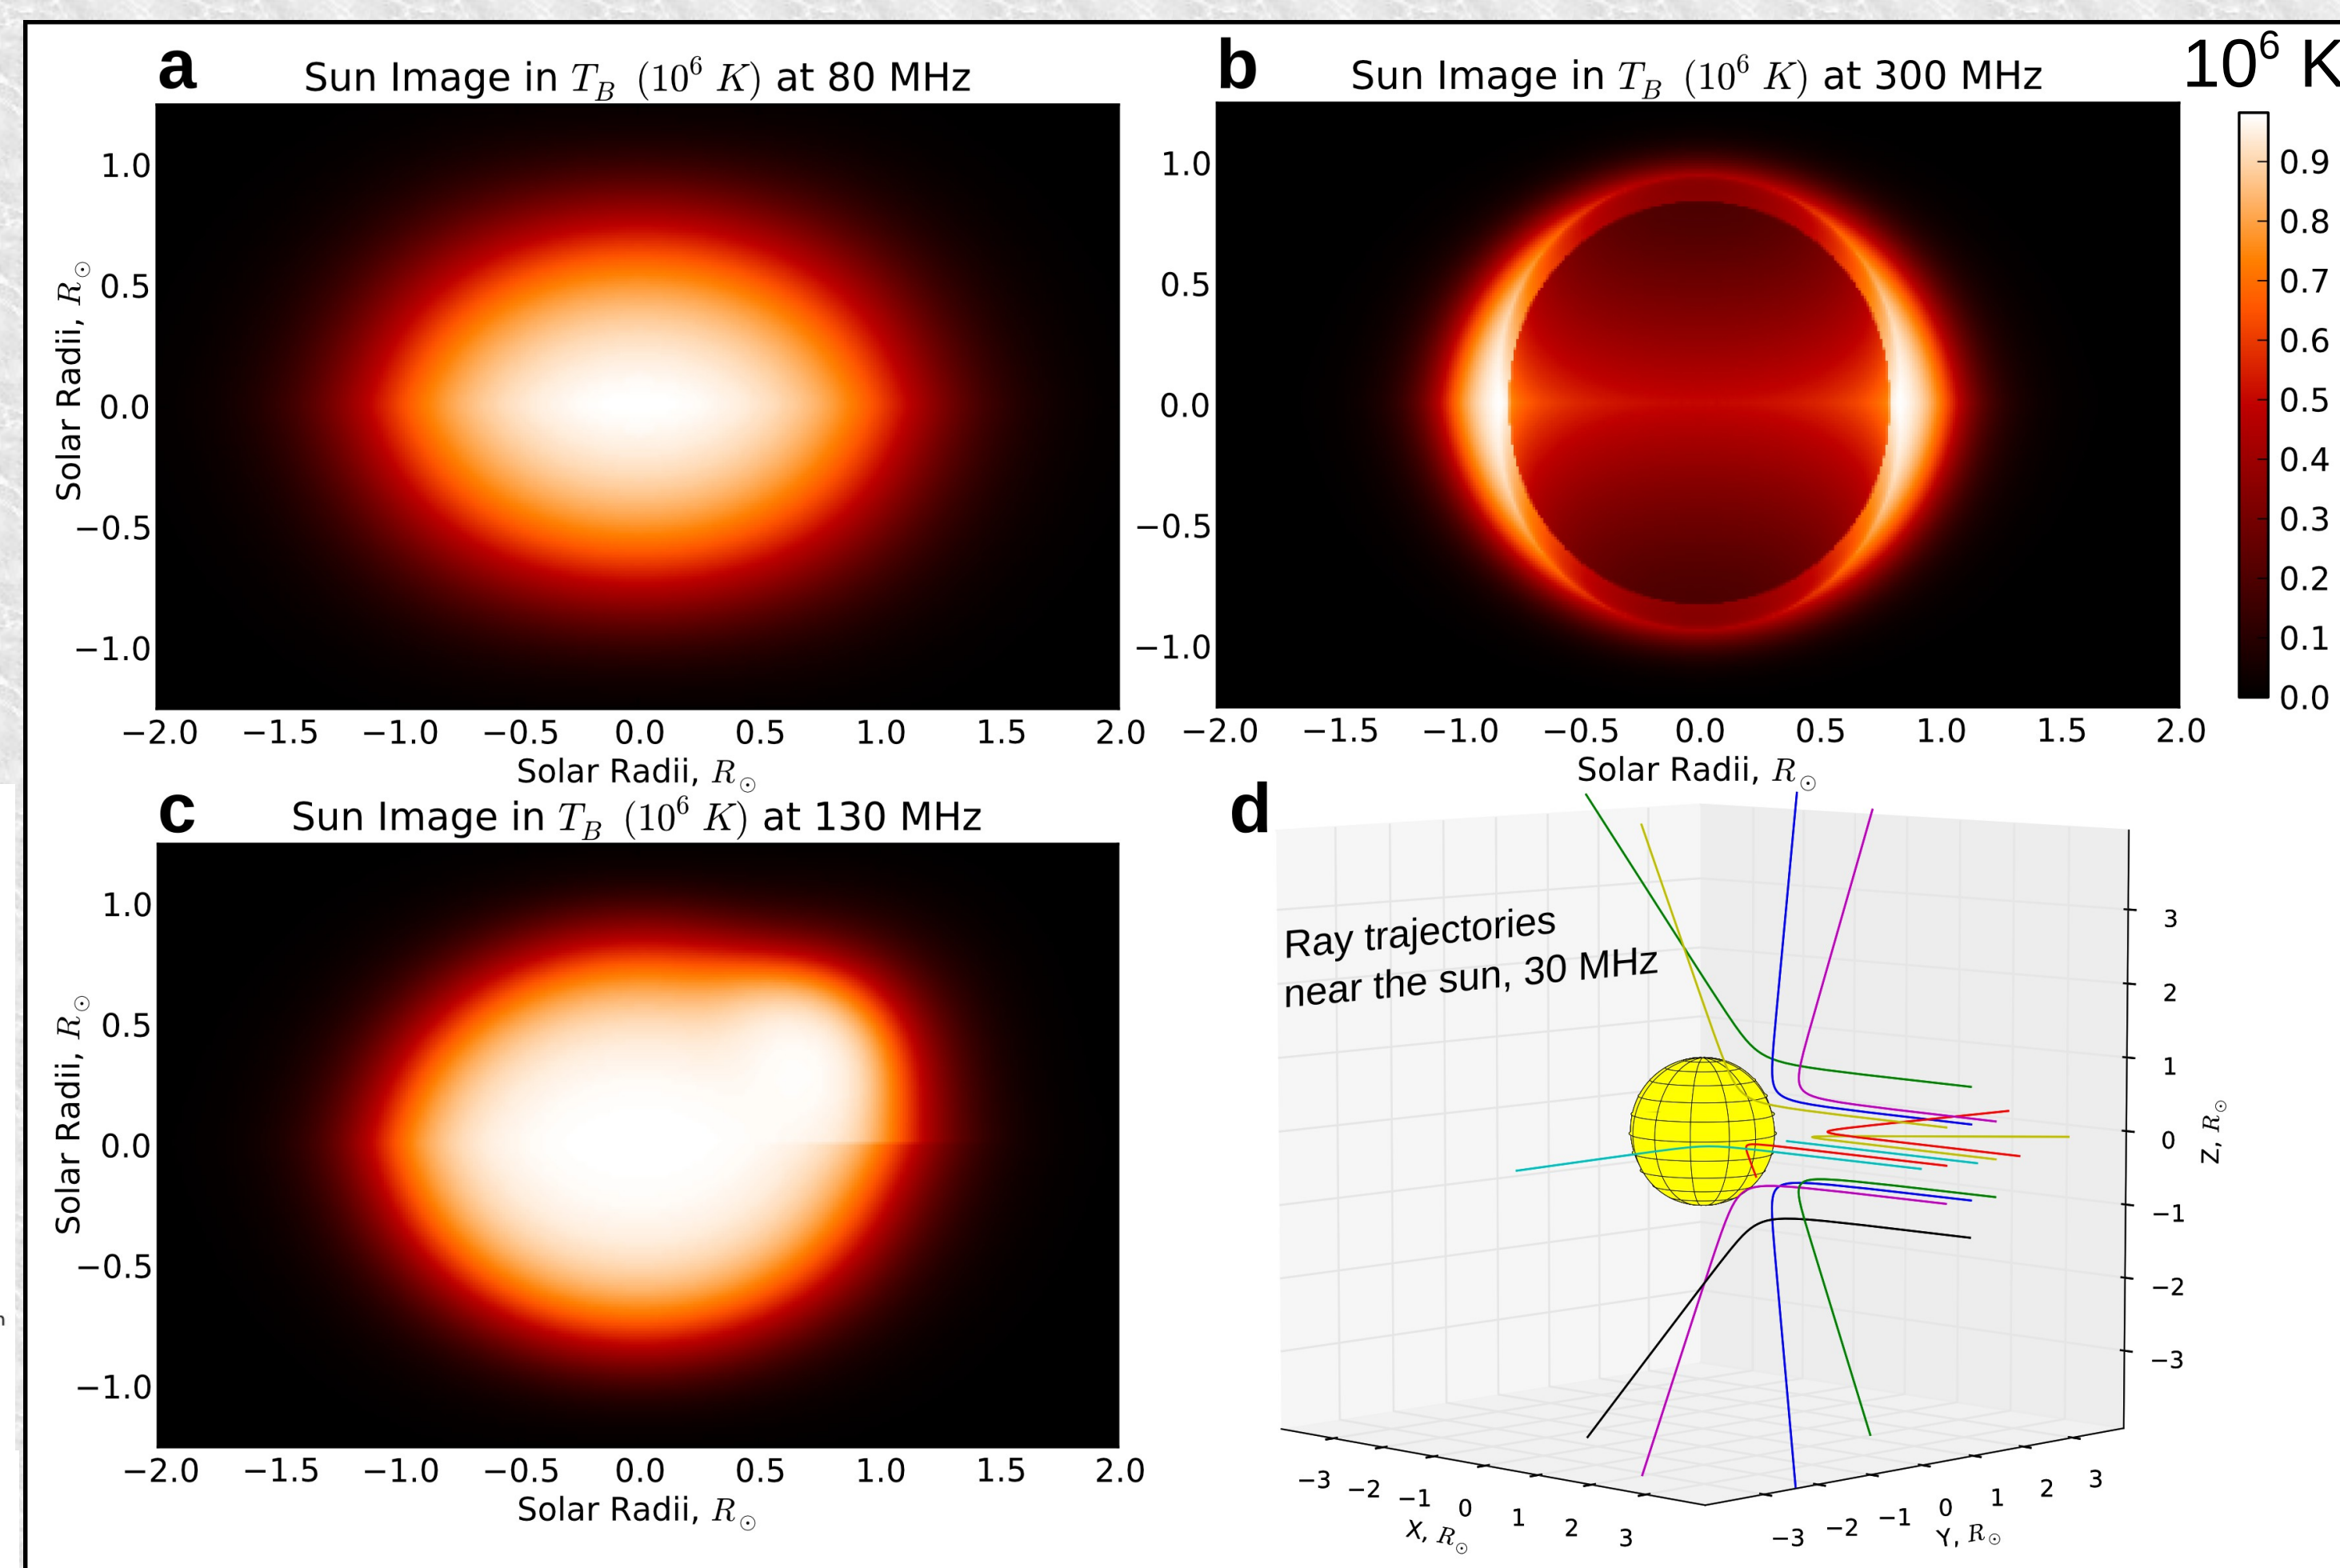 a
Sun Image in T_B (10^6 K) at 80 MHz
1.0
0.5
0.0
−0.5
−1.0
Solar Radii, R_⊙
−2.0 −1.5 −1.0 −0.5 0.0 0.5 1.0 1.5 2.0
Solar Radii, R_⊙
b
Sun Image in T_B (10^6 K) at 300 MHz
1.0
0.5
0.0
−0.5
−1.0
−2.0 −1.5 −1.0 −0.5 0.0 0.5 1.0 1.5 2.0
Solar Radii, R_⊙
10^6 K
0.9
0.8
0.7
0.6
0.5
0.4
0.3
0.2
0.1
0.0
c
Sun Image in T_B (10^6 K) at 130 MHz
1.0
0.5
0.0
−0.5
−1.0
Solar Radii, R_⊙
−2.0 −1.5 −1.0 −0.5 0.0 0.5 1.0 1.5 2.0
Solar Radii, R_⊙
d
Ray trajectories
near the sun, 30 MHz
3
2
1
0
−1
−2
−3
Z, R_⊙
−3 −2 −1 0 1 2 3
X, R_⊙
−3 −2 −1 0 1 2 3
Y, R_⊙